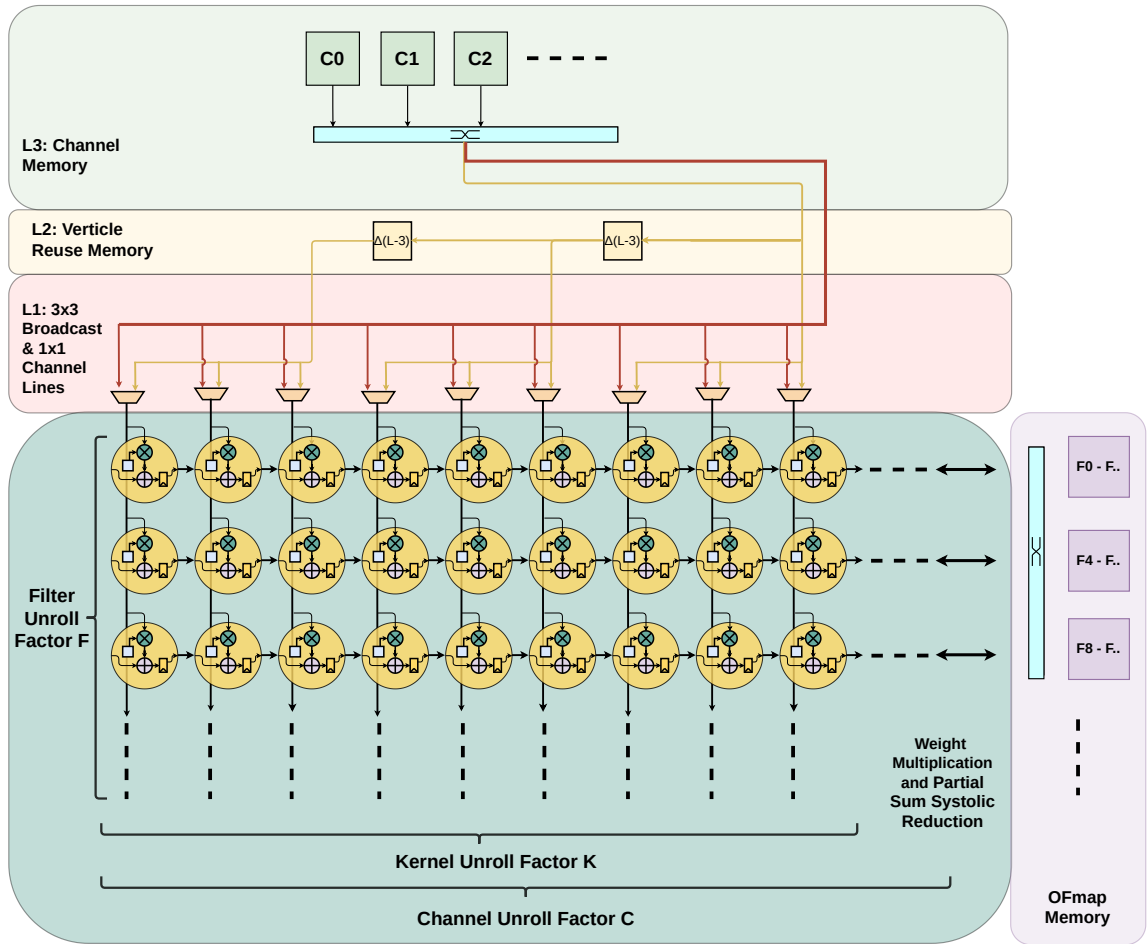 C0
C1
C2
L3: Channel
Memory
L2: Verticle
Reuse Memory
Δ(L-3)
Δ(L-3)
L1: 3x3
Broadcast
& 1x1
Channel
Lines
Filter
Unroll
Factor F
F0 - F..
F4 - F..
F8 - F..
Weight
Multiplication
and Partial
Sum Systolic
Reduction
Kernel Unroll Factor K
Channel Unroll Factor C
OFmap
Memory